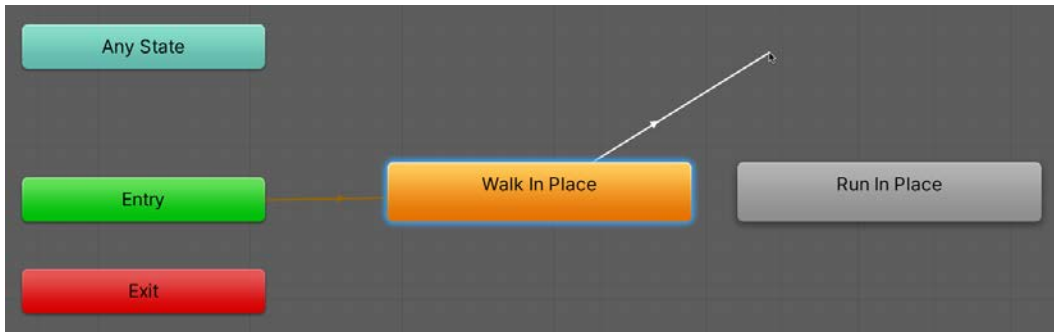 Any State
Walk In Place
Run In Place
Entry
Exit